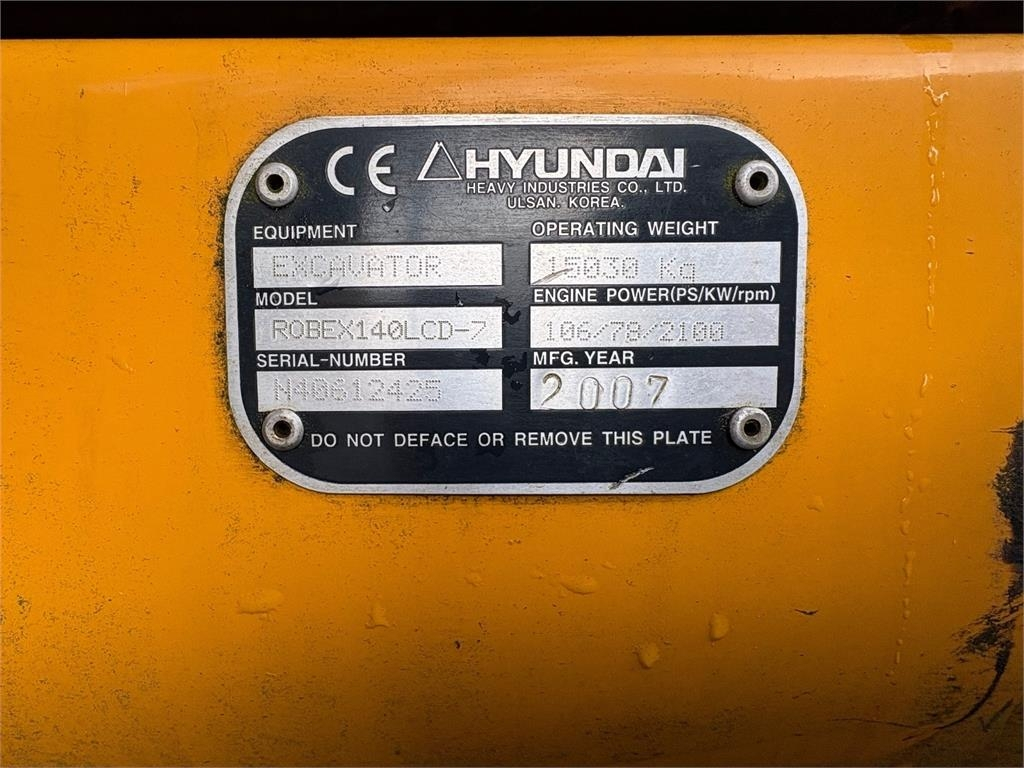 CE HYUNDAI
HEAVY INDUSTRIES CO., LTD.
ULSAN. KOREA.
EQUIPMENT
EXCAVATOR
MODEL
ROBEX140LCD-7
SERIAL-NUMBER
N40612425
OPERATING WEIGHT
15030 Kg
ENGINE POWER(PS/KW/rpm)
106/78/2100
MFG. YEAR
2007
DO NOT DEFACE OR REMOVE THIS PLATE